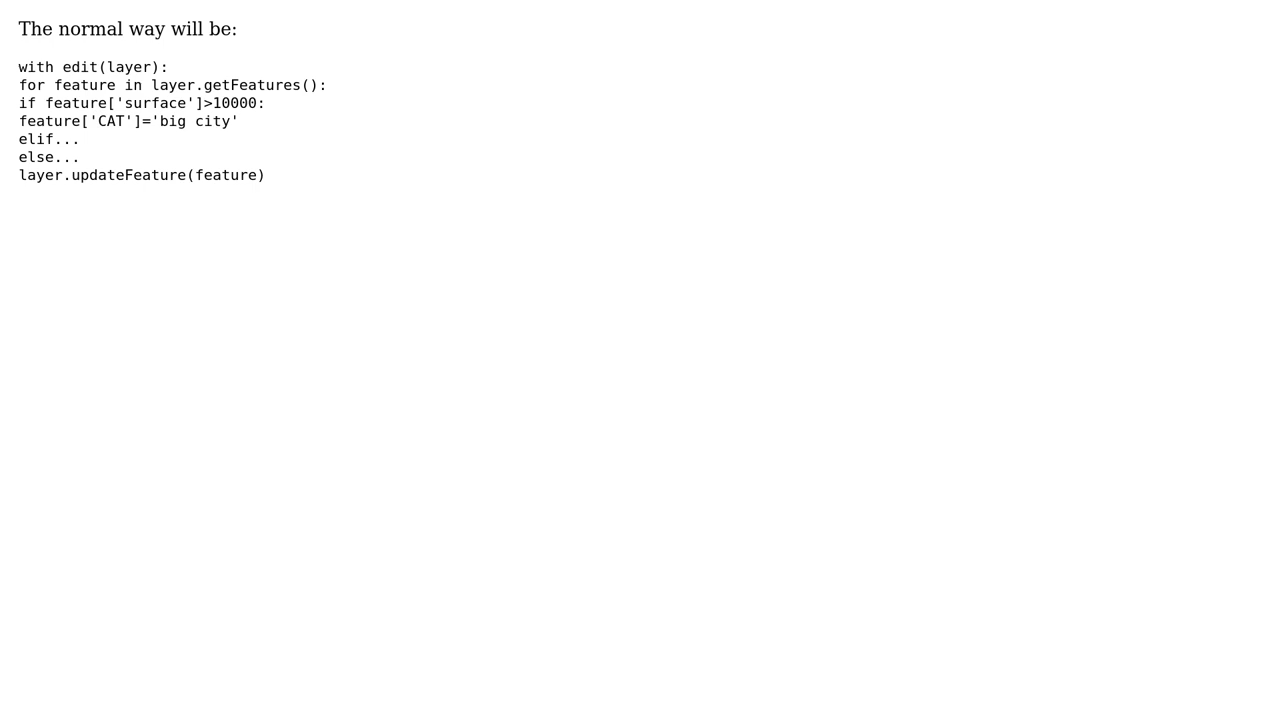 The normal way will be:
with edit(layer):
for feature in layer.getFeatures():
if feature['surface']>10000:
feature['CAT']='big city'
elif...
else...
layer.updateFeature(feature)